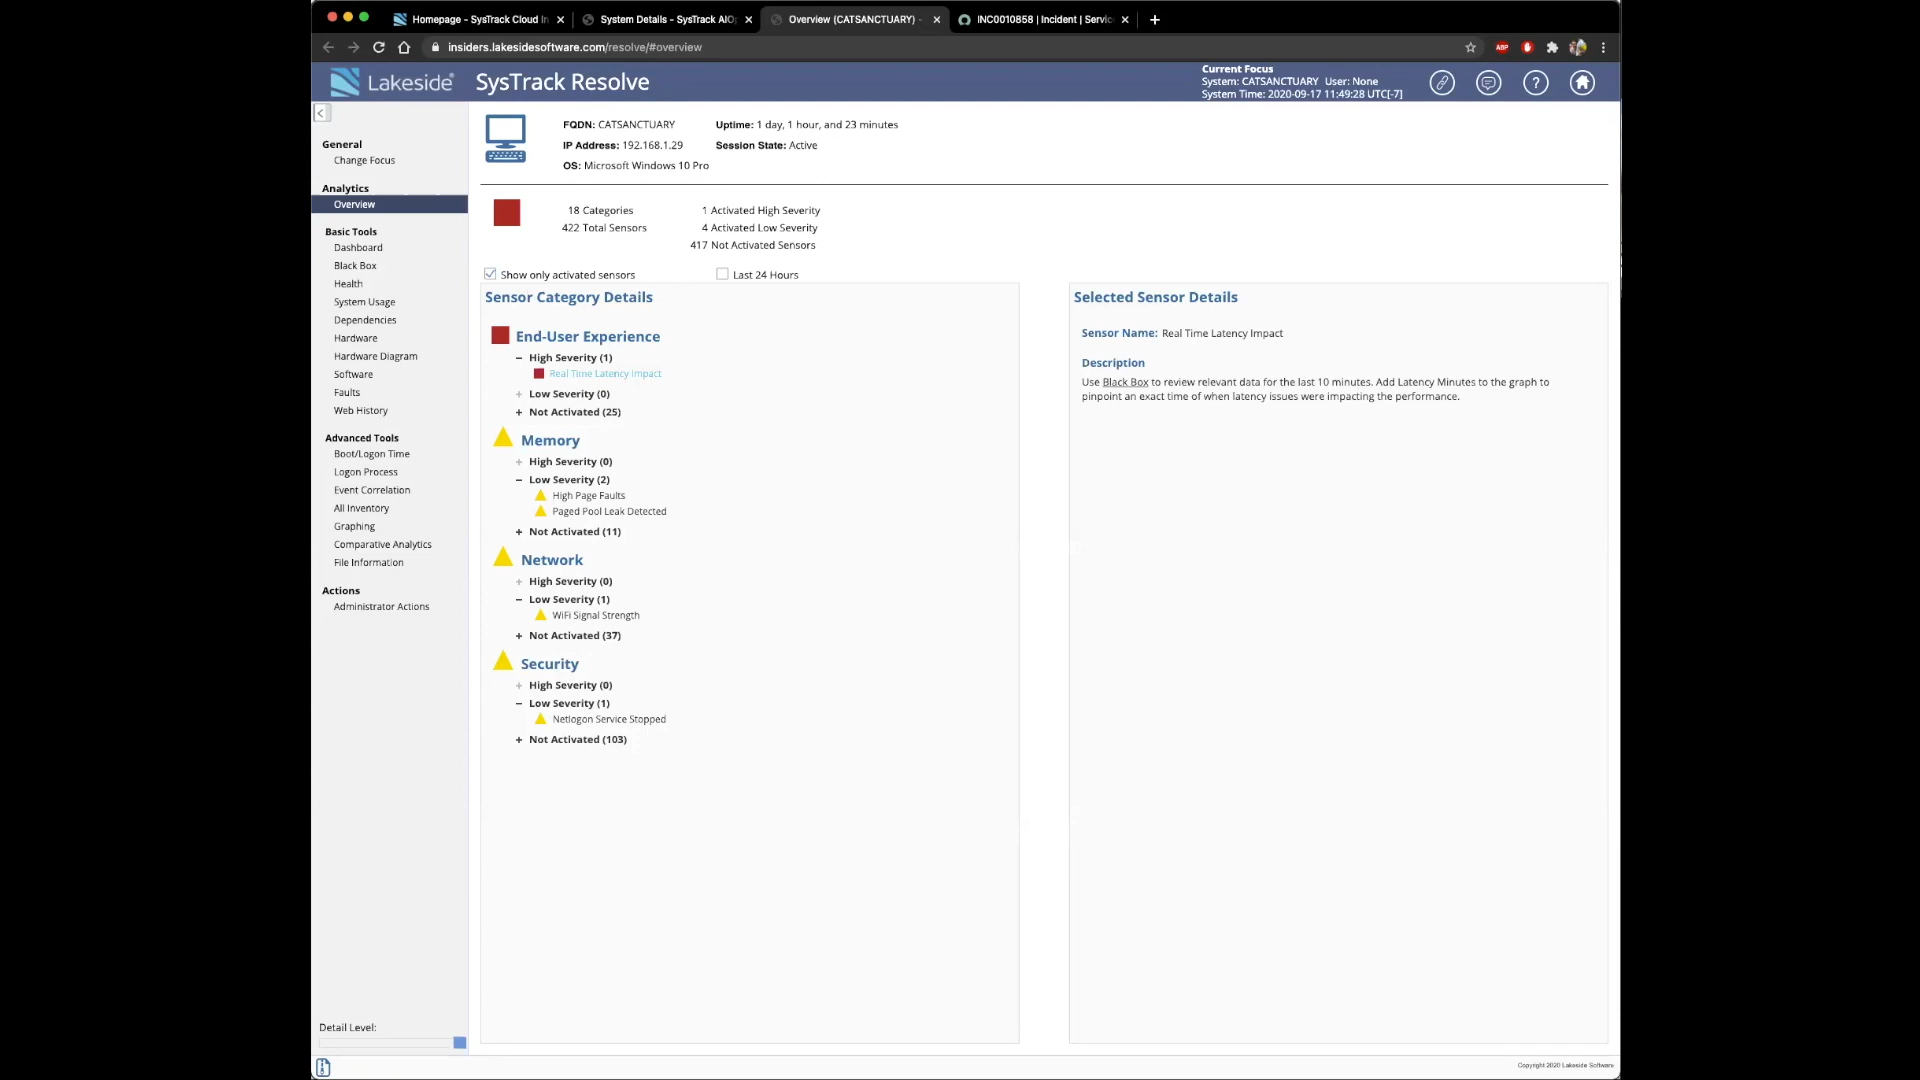 Homepage - SysTrack Cloud In
System Details - SysTrack AIOp
Overview (CATSANCTUARY) -
INC0010858 | Incident | Servic
insiders.lakesidesoftware.com/resolve/#overview
ABP
Lakeside
SysTrack Resolve
Current Focus
System: CATSANCTUARY User: None
System Time: 2020-09-17 11:49:28 UTC[-7]
General
Change Focus
Analytics
Overview
Basic Tools
Dashboard
Black Box
Health
System Usage
Dependencies
Hardware
Hardware Diagram
Software
Faults
Web History
Advanced Tools
Boot/Logon Time
Logon Process
Event Correlation
All Inventory
Graphing
Comparative Analytics
File Information
Actions
Administrator Actions
Detail Level:
FQDN: CATSANCTUARY
Uptime: 1 day, 1 hour, and 23 minutes
IP Address: 192.168.1.29
Session State: Active
OS: Microsoft Windows 10 Pro
18 Categories
1 Activated High Severity
422 Total Sensors
4 Activated Low Severity
417 Not Activated Sensors
Show only activated sensors
Last 24 Hours
Sensor Category Details
End-User Experience
− High Severity (1)
Real Time Latency Impact
+ Low Severity (0)
+ Not Activated (25)
Memory
+ High Severity (0)
− Low Severity (2)
High Page Faults
Paged Pool Leak Detected
+ Not Activated (11)
Network
+ High Severity (0)
− Low Severity (1)
WiFi Signal Strength
+ Not Activated (37)
Security
+ High Severity (0)
− Low Severity (1)
Netlogon Service Stopped
+ Not Activated (103)
Selected Sensor Details
Sensor Name: Real Time Latency Impact
Description
Use Black Box to review relevant data for the last 10 minutes. Add Latency Minutes to the graph to
pinpoint an exact time of when latency issues were impacting the performance.
Copyright 2020 Lakeside Software